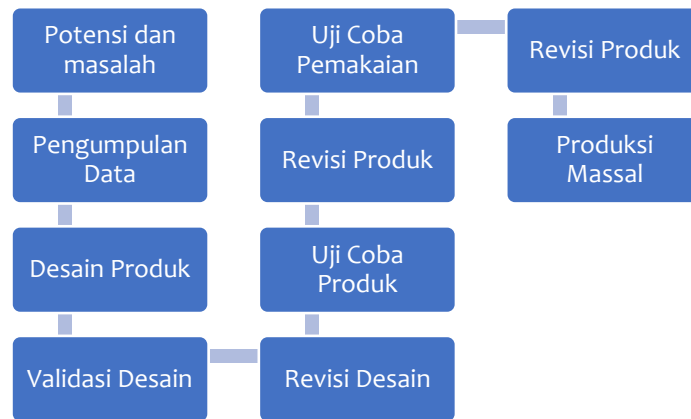 Potensi dan
masalah
Pengumpulan
Data
Desain Produk
Validasi Desain
Revisi Desain
Uji Coba
Produk
Revisi Produk
Uji Coba
Pemakaian
Revisi Produk
Produksi
Massal